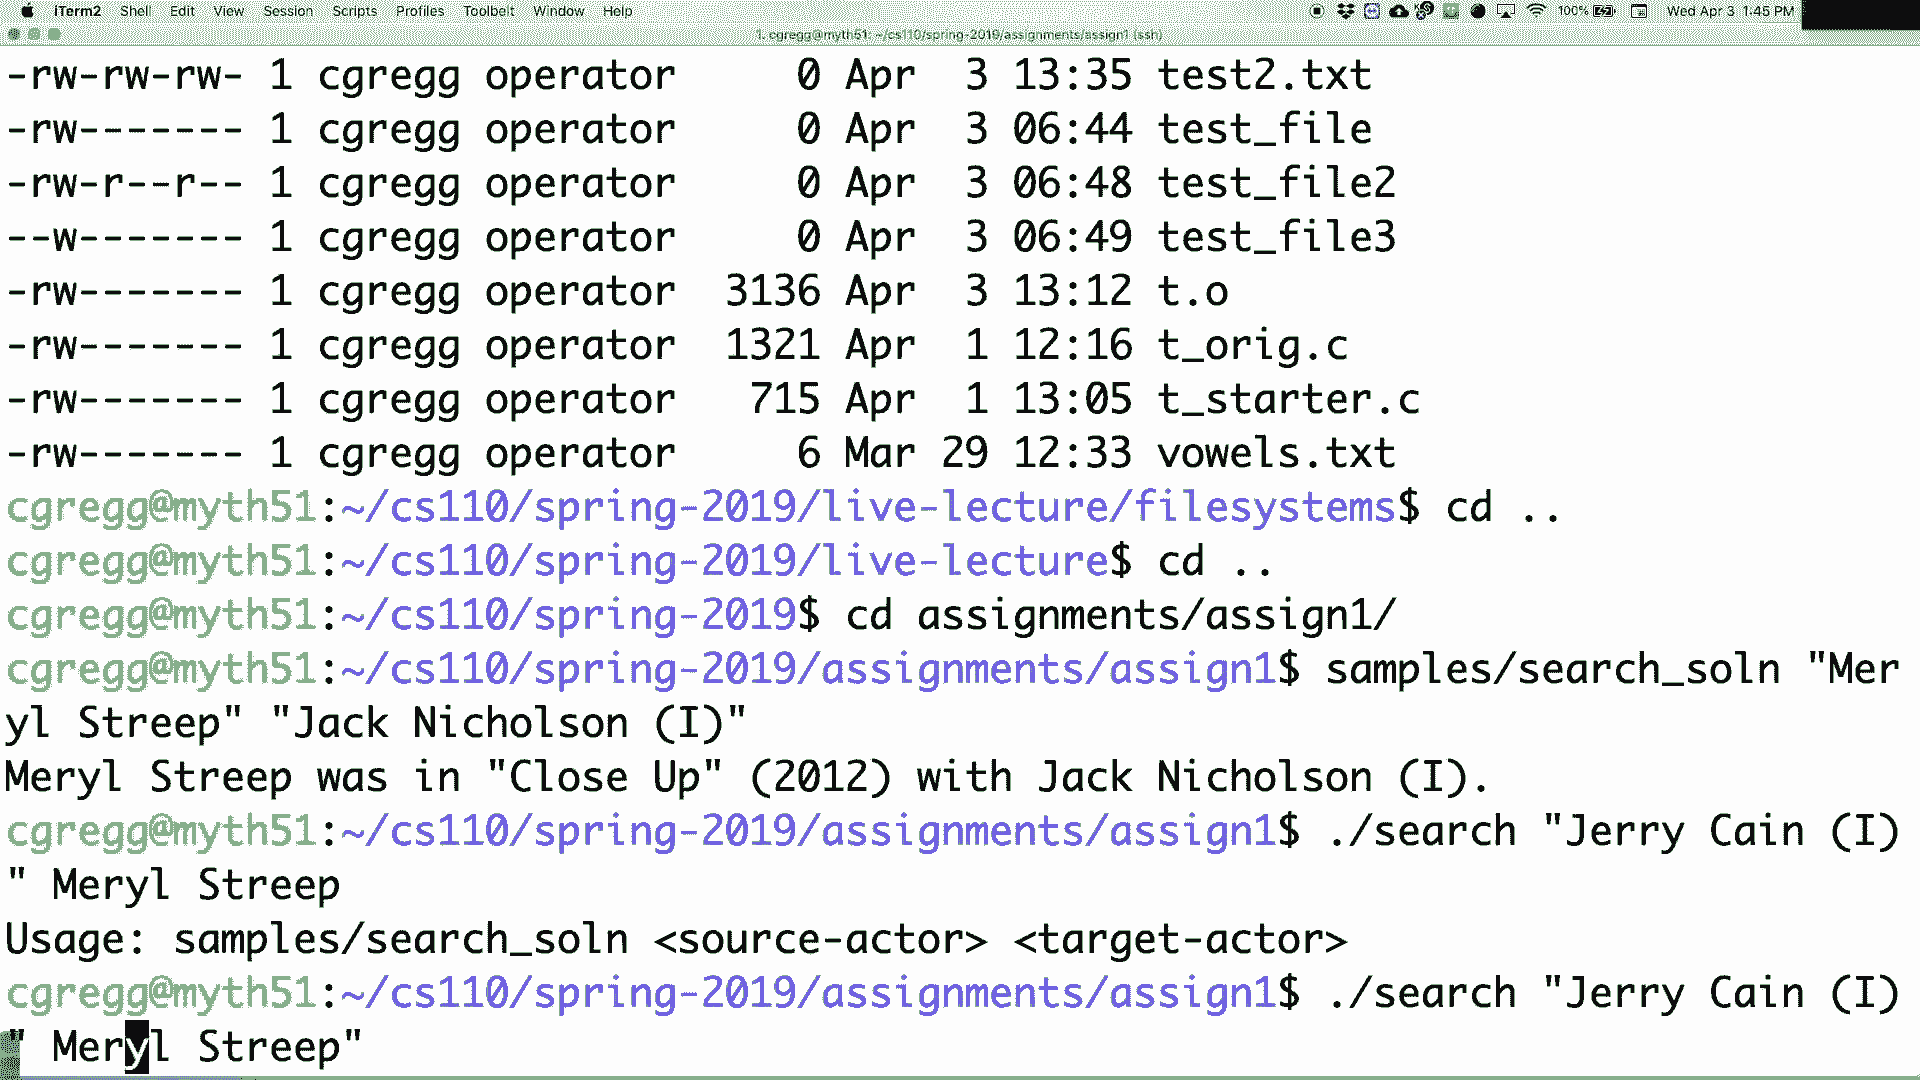 iTerm2 Shell Edit View Session Scripts Profiles Toolbelt Window Help 100% Wed Apr 3 1:45 PM
1. cgregg@myth51: ~/cs110/spring-2019/assignments/assign1 (ssh)
-rw-rw-rw- 1 cgregg operator 0 Apr 3 13:35 test2.txt
-rw------- 1 cgregg operator 0 Apr 3 06:44 test_file
-rw-r--r-- 1 cgregg operator 0 Apr 3 06:48 test_file2
--w------- 1 cgregg operator 0 Apr 3 06:49 test_file3
-rw------- 1 cgregg operator 3136 Apr 3 13:12 t.o
-rw------- 1 cgregg operator 1321 Apr 1 12:16 t_orig.c
-rw------- 1 cgregg operator 715 Apr 1 13:05 t_starter.c
-rw------- 1 cgregg operator 6 Mar 29 12:33 vowels.txt
cgregg@myth51:~/cs110/spring-2019/live-lecture/filesystems$ cd ..
cgregg@myth51:~/cs110/spring-2019/live-lecture$ cd ..
cgregg@myth51:~/cs110/spring-2019$ cd assignments/assign1/
cgregg@myth51:~/cs110/spring-2019/assignments/assign1$ samples/search_soln "Mer
yl Streep" "Jack Nicholson (I)"
Meryl Streep was in "Close Up" (2012) with Jack Nicholson (I).
cgregg@myth51:~/cs110/spring-2019/assignments/assign1$ ./search "Jerry Cain (I)
" Meryl Streep
Usage: samples/search_soln <source-actor> <target-actor>
cgregg@myth51:~/cs110/spring-2019/assignments/assign1$ ./search "Jerry Cain (I)
" Meryl Streep"